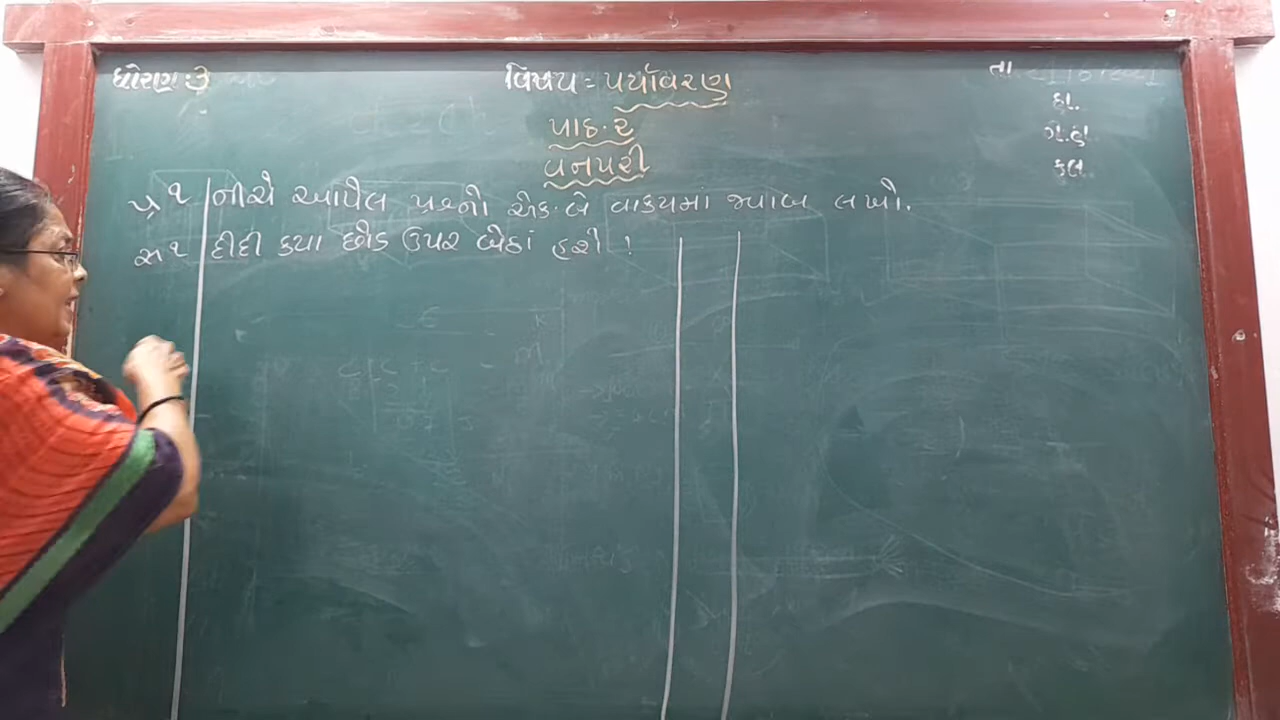 ધોરણ : ૩
વિષય = પર્યાવરણ
તા
પાઠ. ૨
વનપરી
હા.
ગે.હા.
કુલ
પ્ર ૧ નીચે આપેલ પ્રશ્નો એક-બે વાક્યમાં જવાબ લખો.
સ ૧ દીદી કયા છોડ ઉપર બેઠાં હશે !